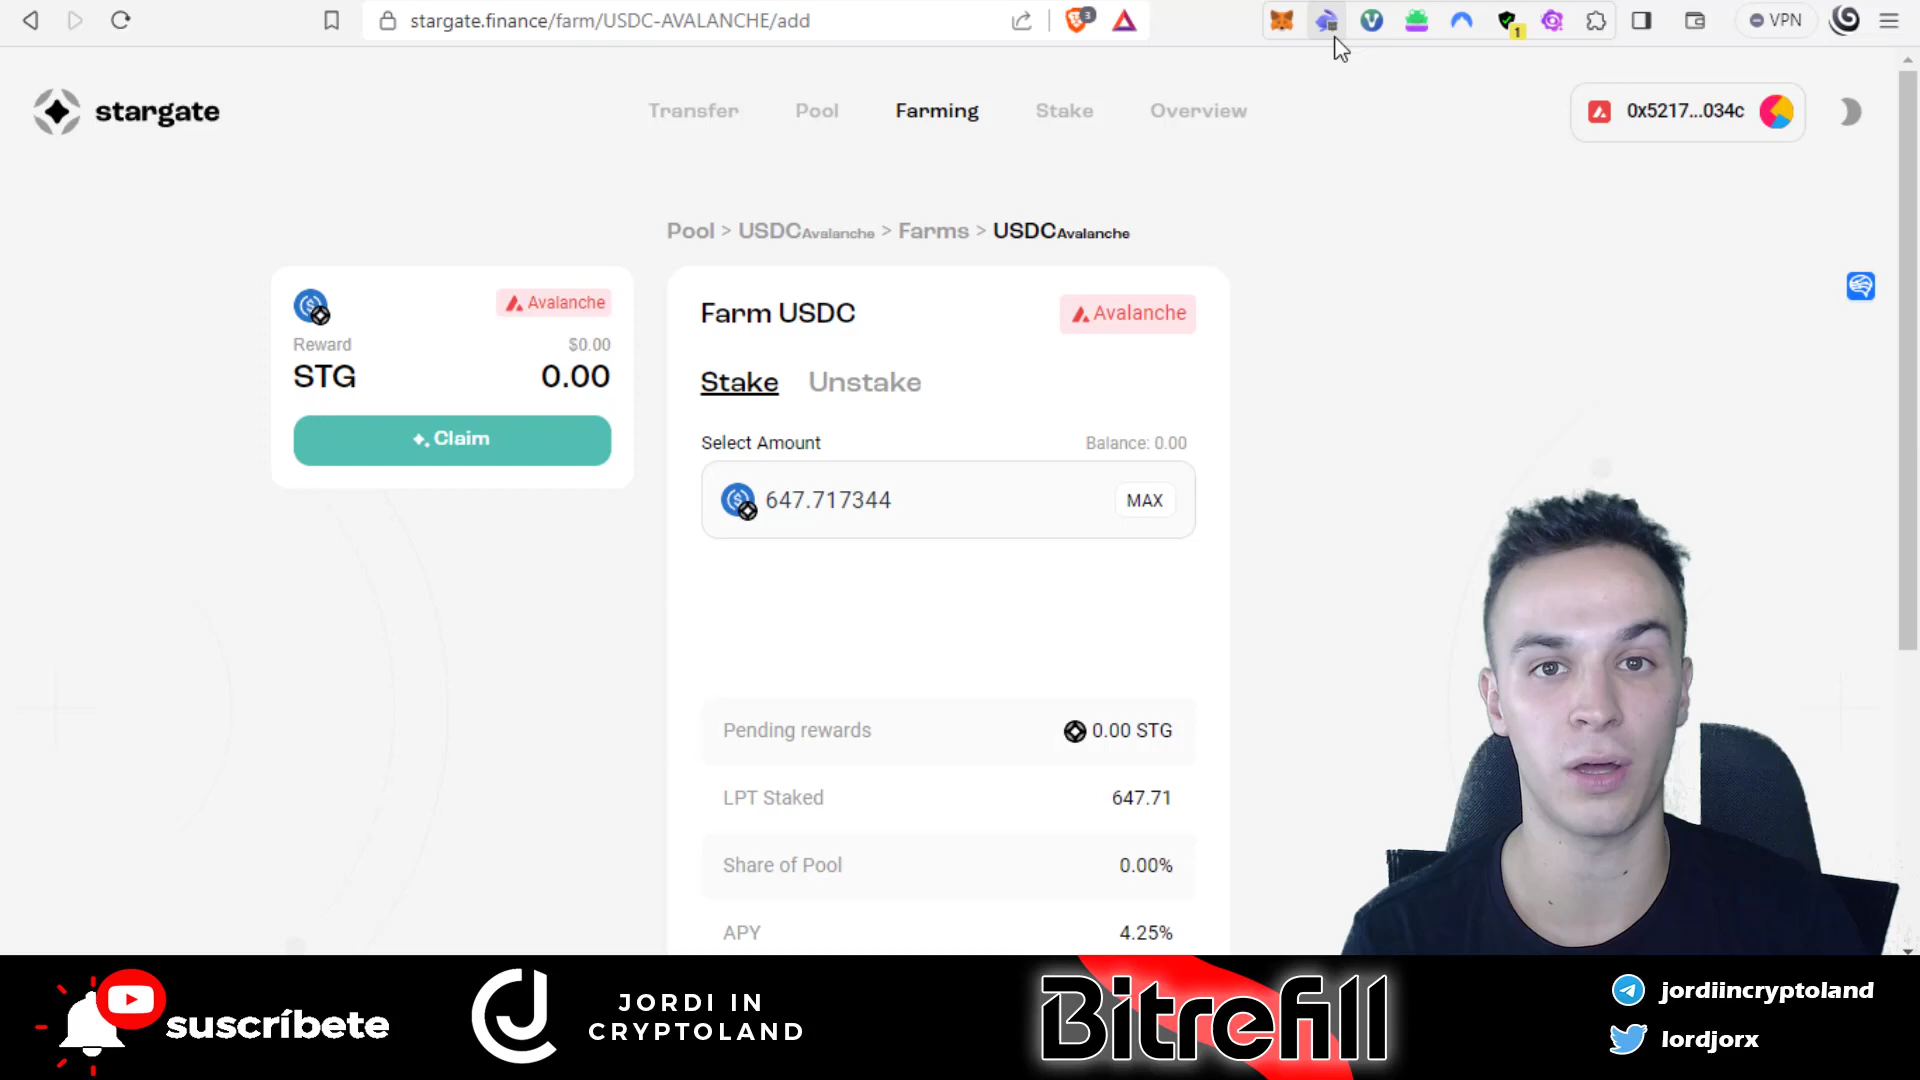 stargate.finance/farm/USDC-AVALANCHE/add
3
1
VPN
stargate
Transfer
Pool
Farming
Stake
Overview
0x5217...034c
Pool > USDCAvalanche > Farms > USDCAvalanche
Avalanche
Reward
$0.00
STG
0.00
Claim
Farm USDC
Avalanche
Stake
Unstake
Select Amount
Balance: 0.00
647.717344
MAX
Pending rewards
0.00 STG
LPT Staked
647.71
Share of Pool
0.00%
APY
4.25%
suscríbete
JORDI IN
CRYPTOLAND
Bitrefill
jordiincryptoland
lordjorx